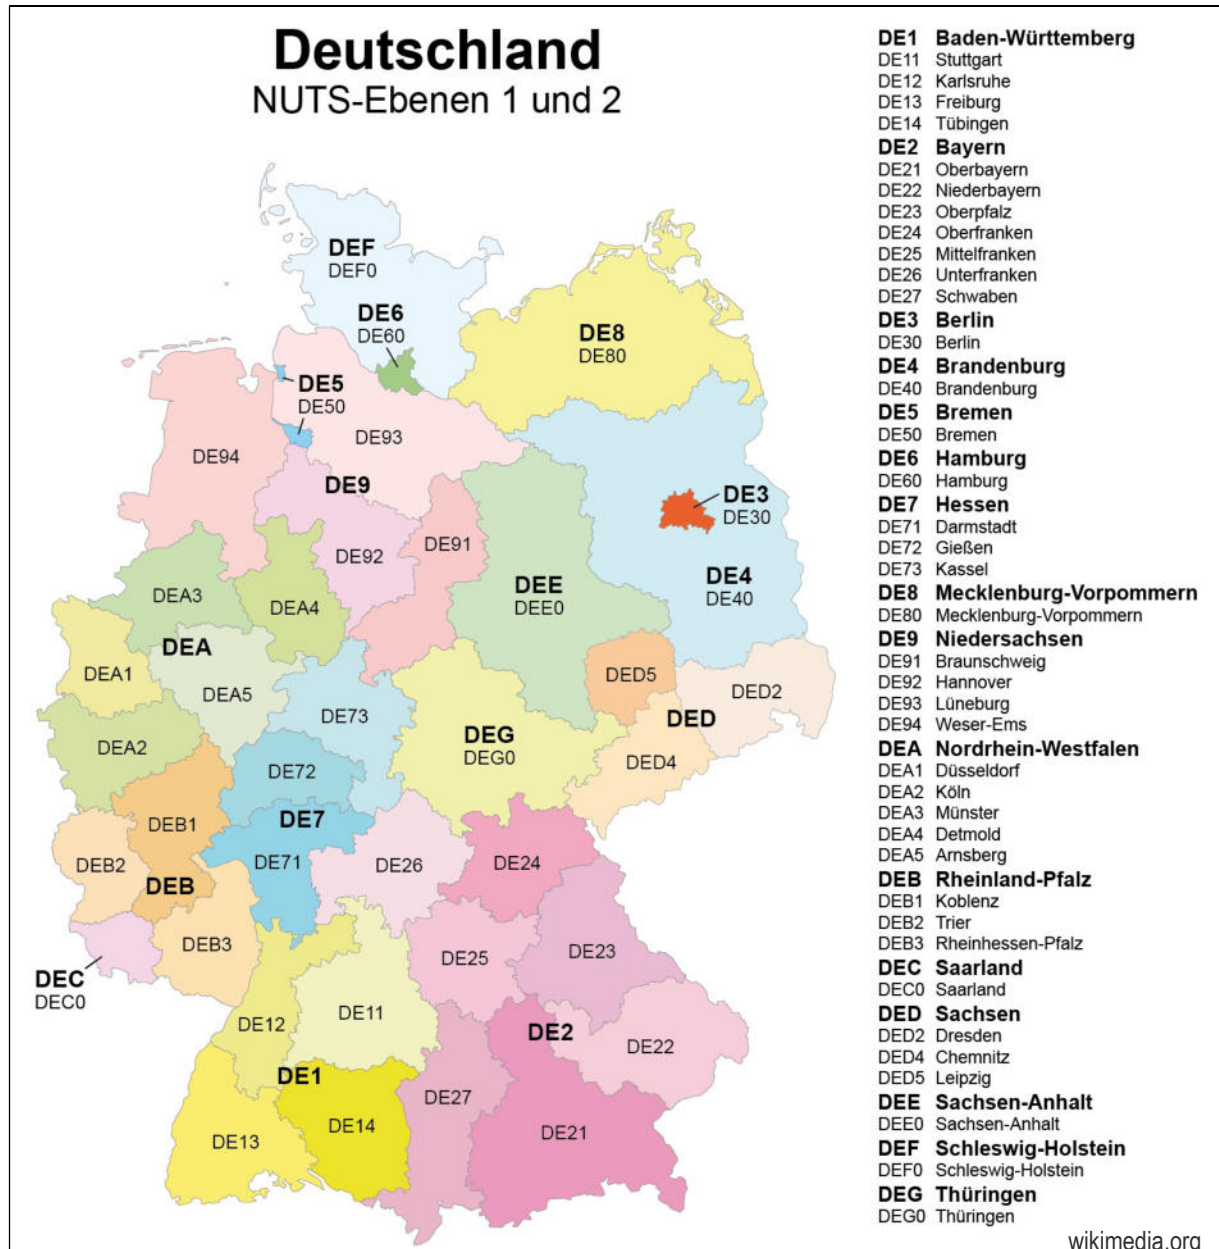 Deutschland
NUTS-Ebenen 1 und 2
DEF
DEF0
DE6
DE60
DE8
DE80
DE5
DE50
DE93
DE94
DE9
DE3
DE30
DE91
DE92
DE4
DE40
DEE
DEE0
DEA3
DEA4
DEA
DEA1
DEA5
DED5
DED2
DED
DE73
DEG
DEG0
DEA2
DED4
DE72
DEB1
DE7
DEB2
DE71
DE26
DE24
DEB
DEB3
DE25
DE23
DEC
DEC0
DE11
DE12
DE2
DE22
DE1
DE27
DE14
DE21
DE13
DE1 Baden-Württemberg
DE11 Stuttgart
DE12 Karlsruhe
DE13 Freiburg
DE14 Tübingen
DE2 Bayern
DE21 Oberbayern
DE22 Niederbayern
DE23 Oberpfalz
DE24 Oberfranken
DE25 Mittelfranken
DE26 Unterfranken
DE27 Schwaben
DE3 Berlin
DE30 Berlin
DE4 Brandenburg
DE40 Brandenburg
DE5 Bremen
DE50 Bremen
DE6 Hamburg
DE60 Hamburg
DE7 Hessen
DE71 Darmstadt
DE72 Gießen
DE73 Kassel
DE8 Mecklenburg-Vorpommern
DE80 Mecklenburg-Vorpommern
DE9 Niedersachsen
DE91 Braunschweig
DE92 Hannover
DE93 Lüneburg
DE94 Weser-Ems
DEA Nordrhein-Westfalen
DEA1 Düsseldorf
DEA2 Köln
DEA3 Münster
DEA4 Detmold
DEA5 Arnsberg
DEB Rheinland-Pfalz
DEB1 Koblenz
DEB2 Trier
DEB3 Rheinhessen-Pfalz
DEC Saarland
DEC0 Saarland
DED Sachsen
DED2 Dresden
DED4 Chemnitz
DED5 Leipzig
DEE Sachsen-Anhalt
DEE0 Sachsen-Anhalt
DEF Schleswig-Holstein
DEF0 Schleswig-Holstein
DEG Thüringen
DEG0 Thüringen
wikimedia.org